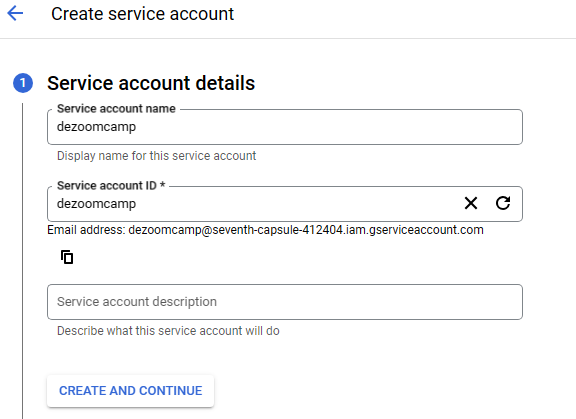 Create service account
1 Service account details
Service account name
dezoomcamp
Display name for this service account
Service account ID *
dezoomcamp
Email address: dezoomcamp@seventh-capsule-412404.iam.gserviceaccount.com
Service account description
Describe what this service account will do
CREATE AND CONTINUE